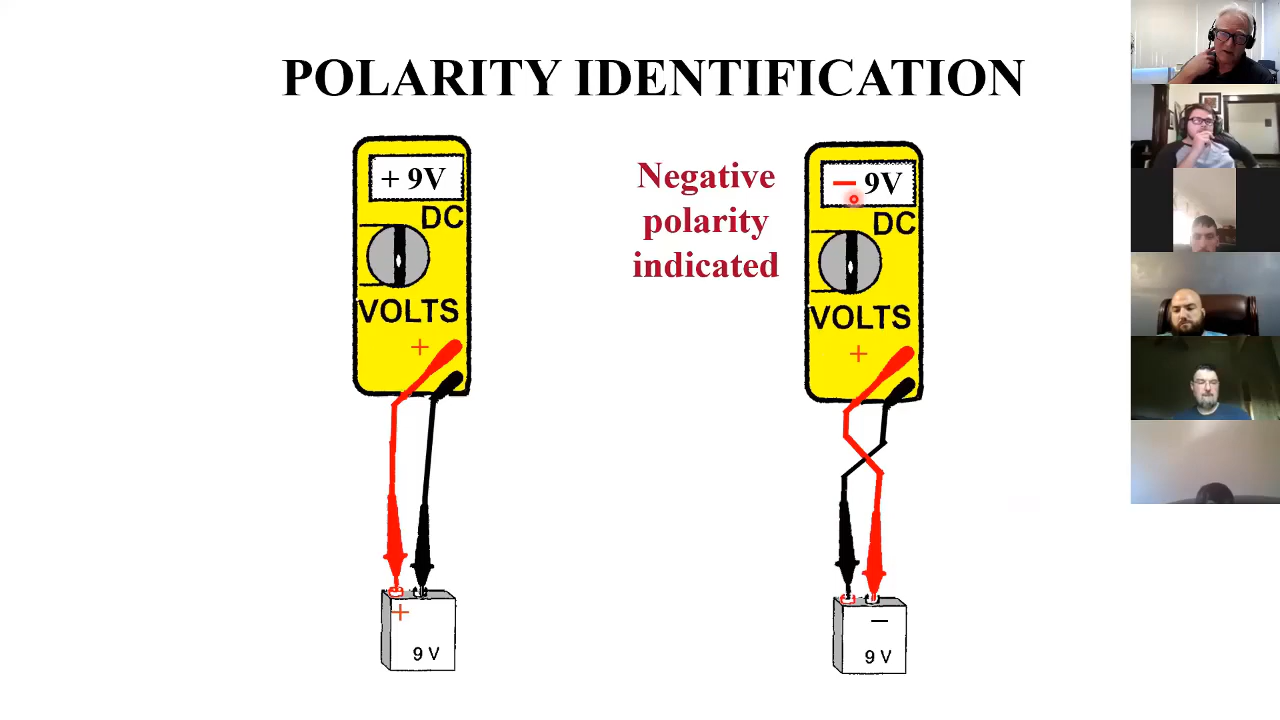 POLARITY IDENTIFICATION
+ 9V
DC
VOLTS
+
+
9 V
Negative
polarity
indicated
– 9V
DC
VOLTS
+
–
9 V